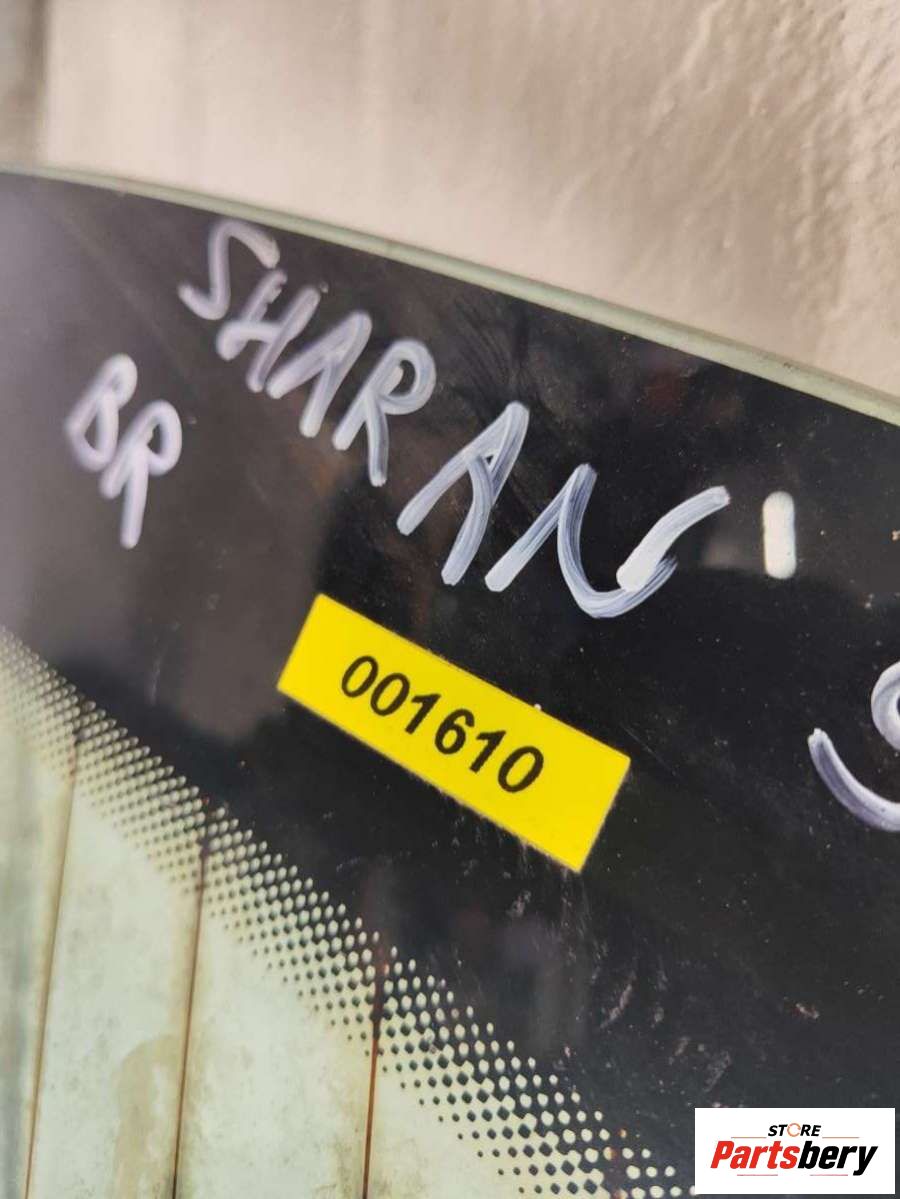 SHARAN
BR
001610
STORE
Partsbery